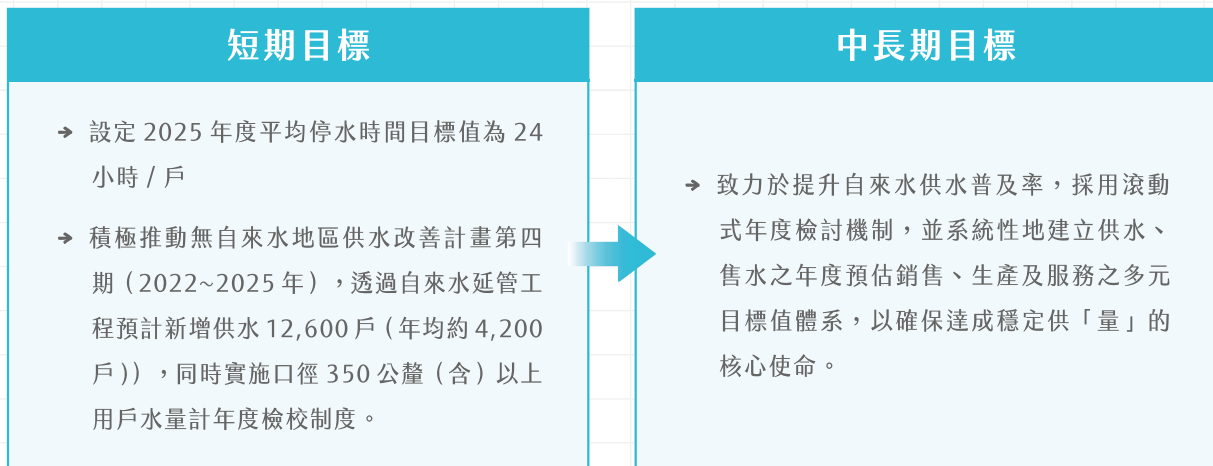 短期目標
➔ 設定 2025 年度平均停水時間目標值為 24
小時 / 戶
➔ 積極推動無自來水地區供水改善計畫第四
期（2022~2025 年），透過自來水延管工
程預計新增供水 12,600 戶（年均約 4,200
戶）），同時實施口徑 350 公釐（含）以上
用戶水量計年度檢校制度。
中長期目標
➔ 致力於提升自來水供水普及率，採用滾動
式年度檢討機制，並系統性地建立供水、
售水之年度預估銷售、生產及服務之多元
目標值體系，以確保達成穩定供「量」的
核心使命。